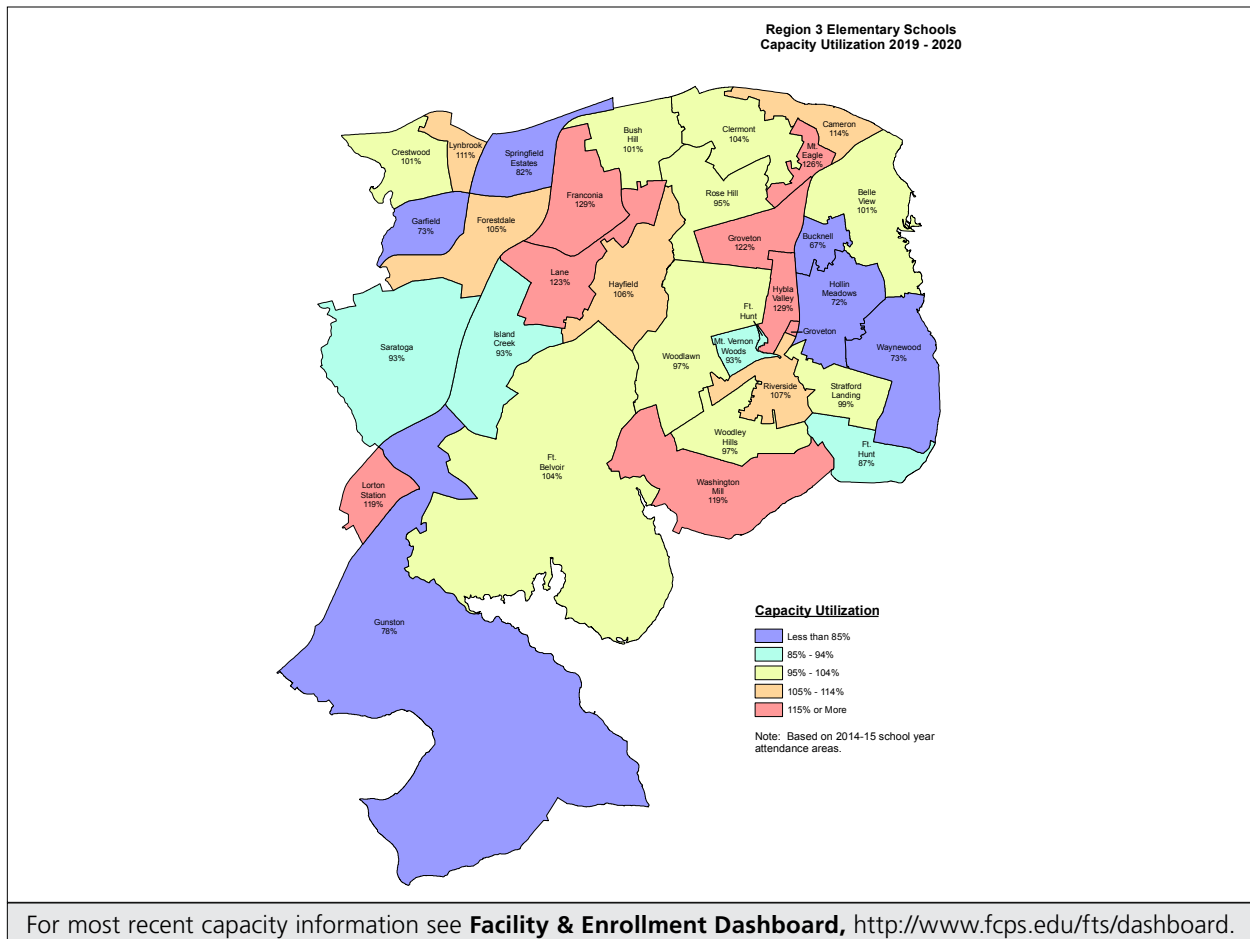 Region 3 Elementary Schools
Capacity Utilization 2019 - 2020
Crestwood
101%
Lynbrook
111%
Springfield
Estates
82%
Bush
Hill
101%
Clermont
104%
Cameron
114%
Mt.
Eagle
126%
Franconia
129%
Rose Hill
95%
Belle
View
101%
Garfield
73%
Forestdale
105%
Groveton
122%
Bucknell
67%
Lane
123%
Hayfield
106%
Hybla
Valley
129%
Hollin
Meadows
72%
Ft.
Hunt
Groveton
Saratoga
93%
Island
Creek
93%
Woodlawn
97%
Mt. Vernon
Woods
93%
Waynewood
73%
Riverside
107%
Stratford
Landing
99%
Woodley
Hills
97%
Ft.
Hunt
87%
Ft.
Belvoir
104%
Washington
Mill
119%
Lorton
Station
119%
Gunston
78%
Capacity Utilization
Less than 85%
85% - 94%
95% - 104%
105% - 114%
115% or More
Note: Based on 2014-15 school year
attendance areas.
For most recent capacity information see Facility & Enrollment Dashboard, http://www.fcps.edu/fts/dashboard.